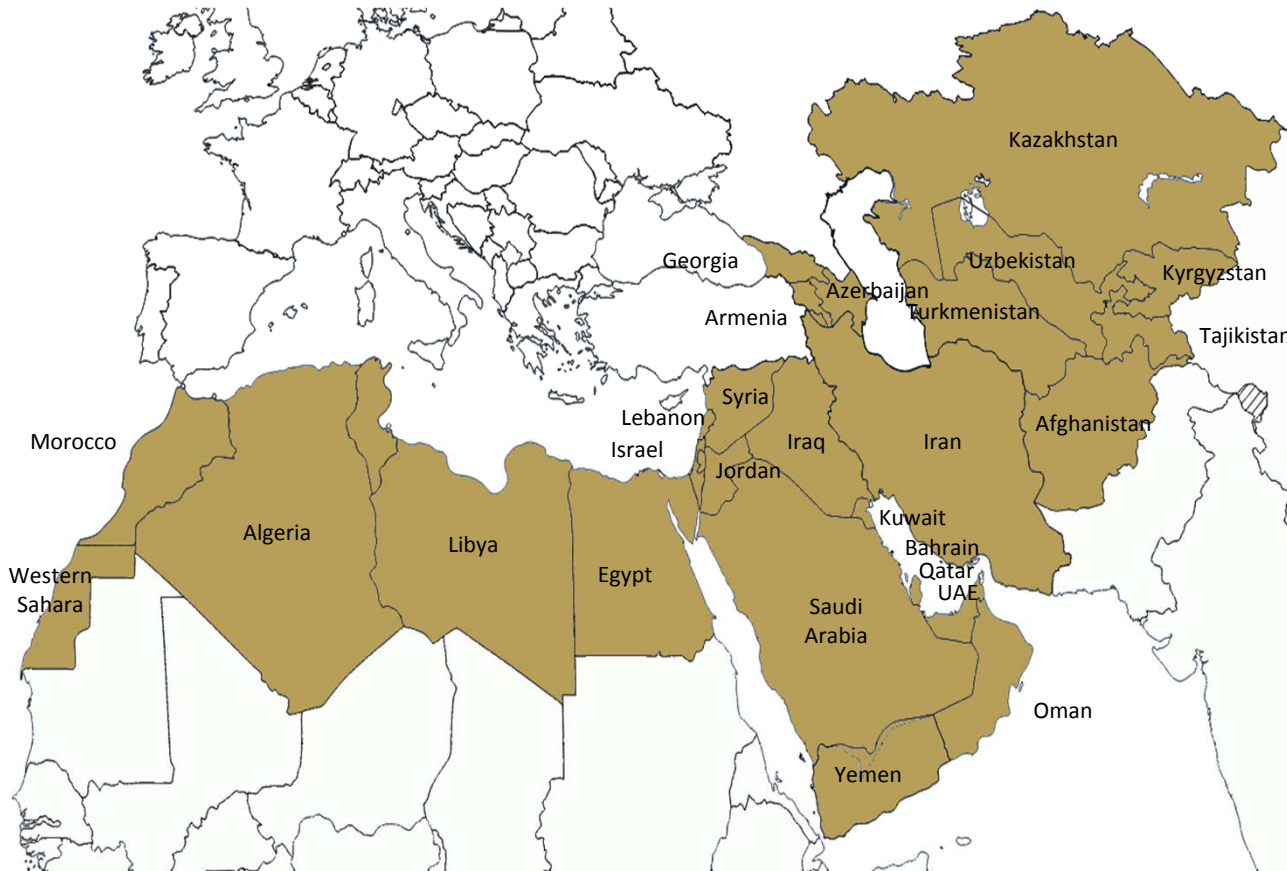 Kazakhstan
Georgia
Uzbekistan
Kyrgyzstan
Azerbaijan
Armenia
Turkmenistan
Tajikistan
Syria
Lebanon
Afghanistan
Morocco
Israel
Iraq
Iran
Jordan
Kuwait
Algeria
Libya
Bahrain
Western
Sahara
Egypt
Qatar
UAE
Saudi
Arabia
Oman
Yemen